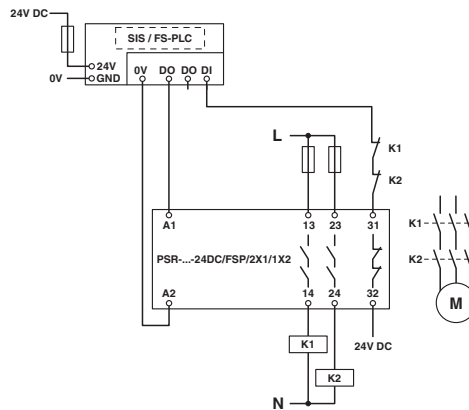 24V DC
SIS / FS-PLC
24V
0V
GND
0V
DO
DO
DI
L
K1
K2
A1
13
23
31
PSR-...-24DC/FSP/2X1/1X2
A2
14
24
32
K1
K2
24V DC
N
K1
K2
M